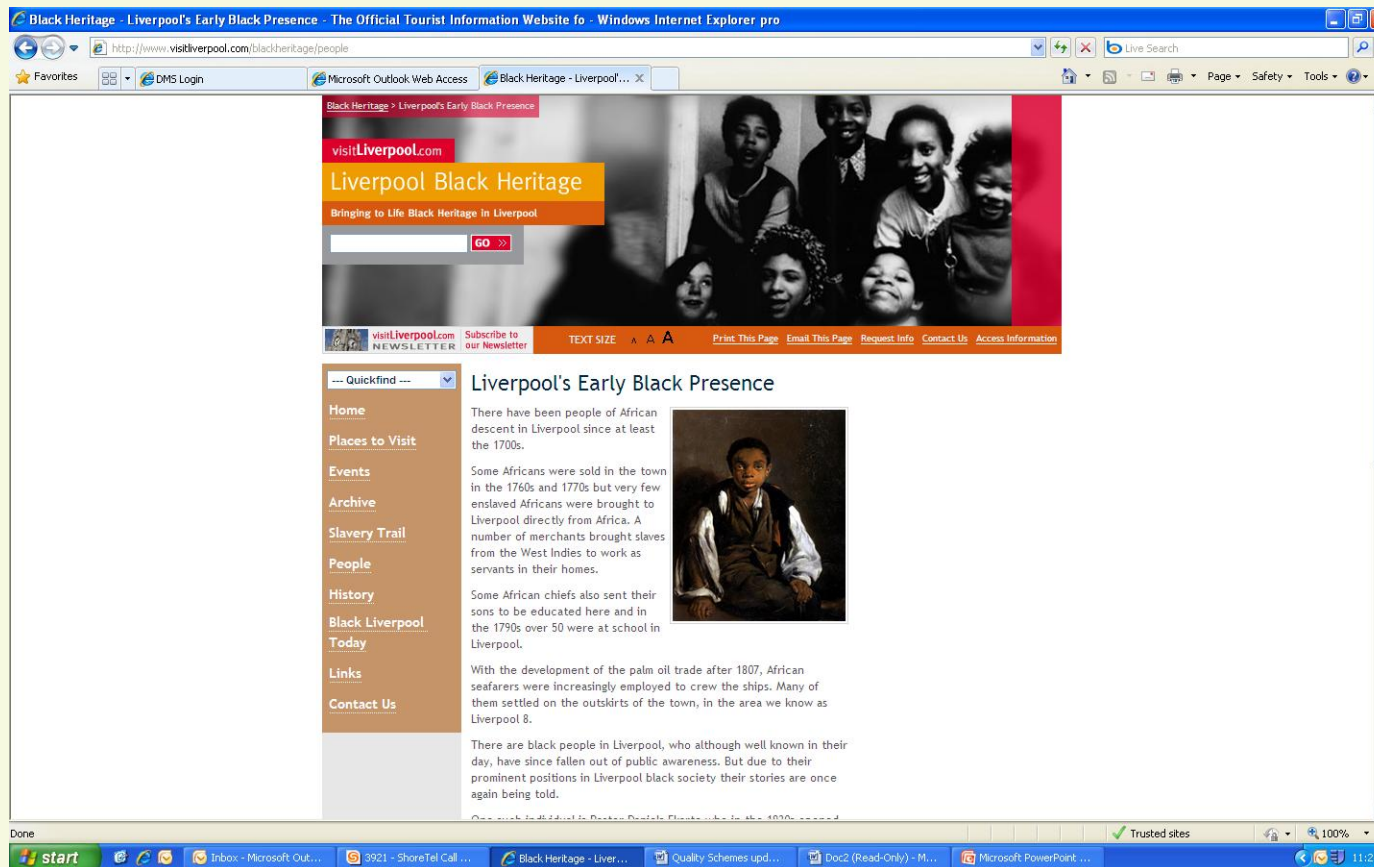 Black Heritage - Liverpool's Early Black Presence - The Official Tourist Information Website fo - Windows Internet Explorer pro
http://www.visitliverpool.com/blackheritage/people
Live Search
Favorites
DMS Login
Microsoft Outlook Web Access
Black Heritage - Liverpool'...
Page
Safety
Tools
Black Heritage > Liverpool's Early Black Presence
visitLiverpool.com
Liverpool Black Heritage
Bringing to Life Black Heritage in Liverpool
GO
visitLiverpool.com
NEWSLETTER
Subscribe to
our Newsletter
TEXT SIZE A A A
Print This Page Email This Page Request Info Contact Us Access Information
--- Quickfind ---
Home
Places to Visit
Events
Archive
Slavery Trail
People
History
Black Liverpool
Today
Links
Contact Us
Liverpool's Early Black Presence
There have been people of African
descent in Liverpool since at least
the 1700s.
Some Africans were sold in the town
in the 1760s and 1770s but very few
enslaved Africans were brought to
Liverpool directly from Africa. A
number of merchants brought slaves
from the West Indies to work as
servants in their homes.
Some African chiefs also sent their
sons to be educated here and in
the 1790s over 50 were at school in
Liverpool.
With the development of the palm oil trade after 1807, African
seafarers were increasingly employed to crew the ships. Many of
them settled on the outskirts of the town, in the area we know as
Liverpool 8.
There are black people in Liverpool, who although well known in their
day, have since fallen out of public awareness. But due to their
prominent positions in Liverpool black society their stories are once
again being told.
Done
Trusted sites
100%
start
Inbox - Microsoft Out...
3921 - ShoreTel Call ...
Black Heritage - Liver...
Quality Schemes upd...
Doc2 (Read-Only) - M...
Microsoft PowerPoint ...